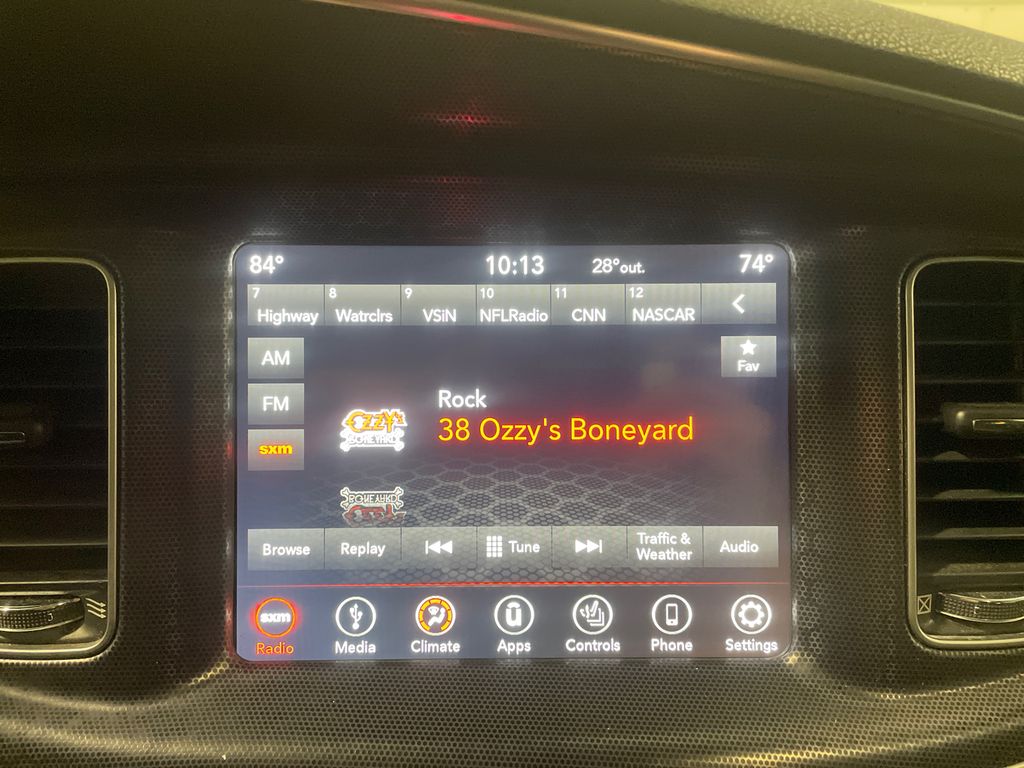 84° 10:13 28°out. 74°
7 8 9 10 11 12
Highway Watrclrs VSiN NFLRadio CNN NASCAR
AM
Fav
Rock
FM
OZZY'S
BONEYARD
38 Ozzy's Boneyard
sxm
Browse Replay Tune Traffic & Weather Audio
sxm
Radio Media Climate Apps Controls Phone Settings